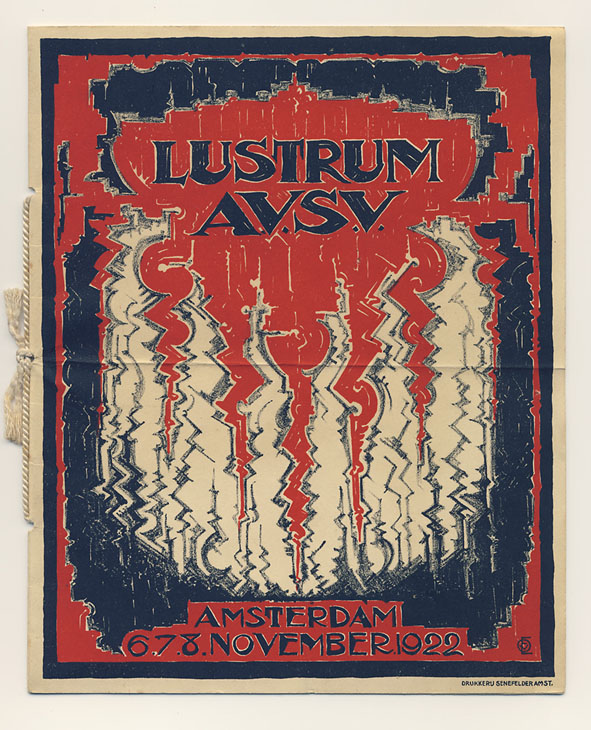 LUSTRUM
A.V.S.V.
AMSTERDAM
6.7.8. NOVEMBER.1922
DRUKKERIJ SENEFELDER AMST.